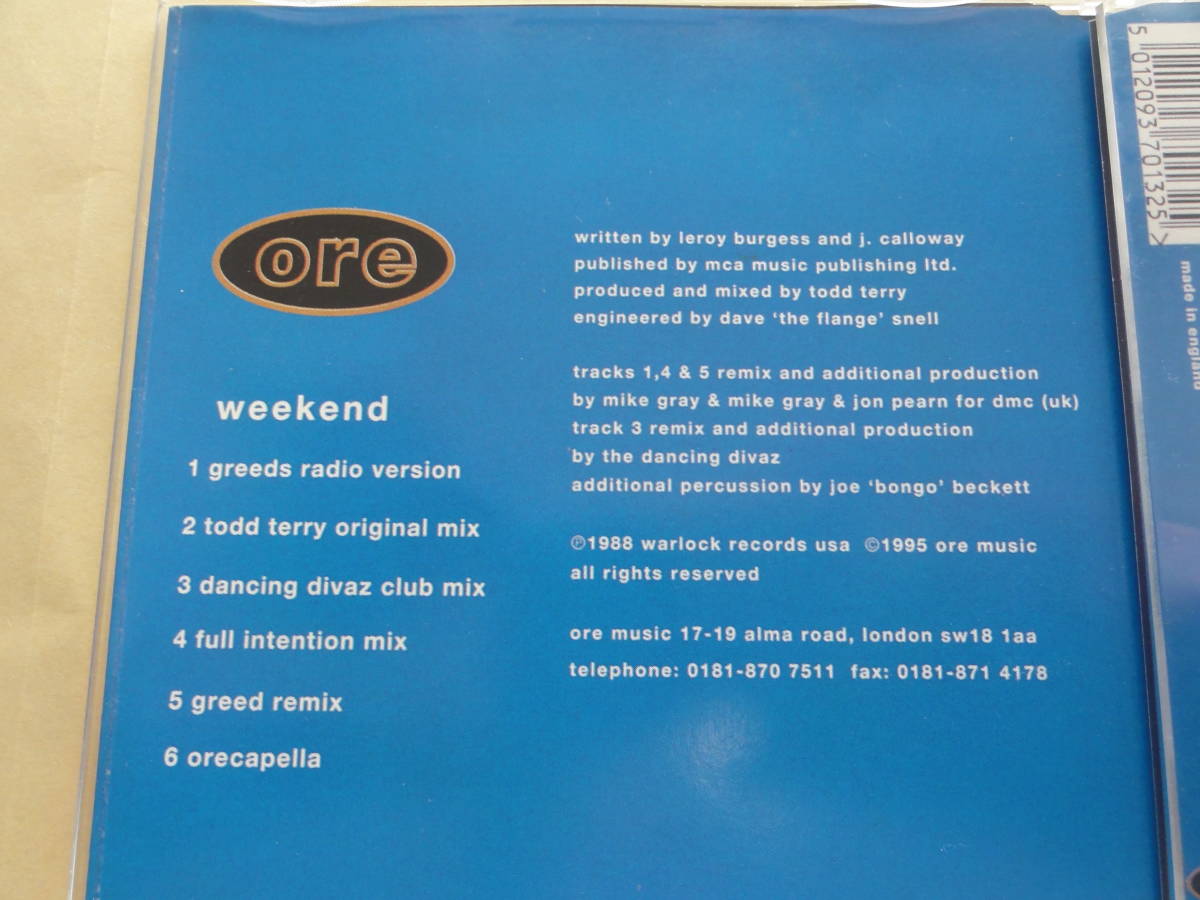 ore
weekend
1 greeds radio version
2 todd terry original mix
3 dancing divaz club mix
4 full intention mix
5 greed remix
6 orecapella
written by leroy burgess and j. calloway
published by mca music publishing ltd.
produced and mixed by todd terry
engineered by dave ‘the flange’ snell
tracks 1,4 & 5 remix and additional production
by mike gray & mike gray & jon pearn for dmc (uk)
track 3 remix and additional production
by the dancing divaz
additional percussion by joe ‘bongo’ beckett
℗1988 warlock records usa ©1995 ore music
all rights reserved
ore music 17-19 alma road, london sw18 1aa
telephone: 0181-870 7511 fax: 0181-871 4178
5 012093 701325 >
made in england